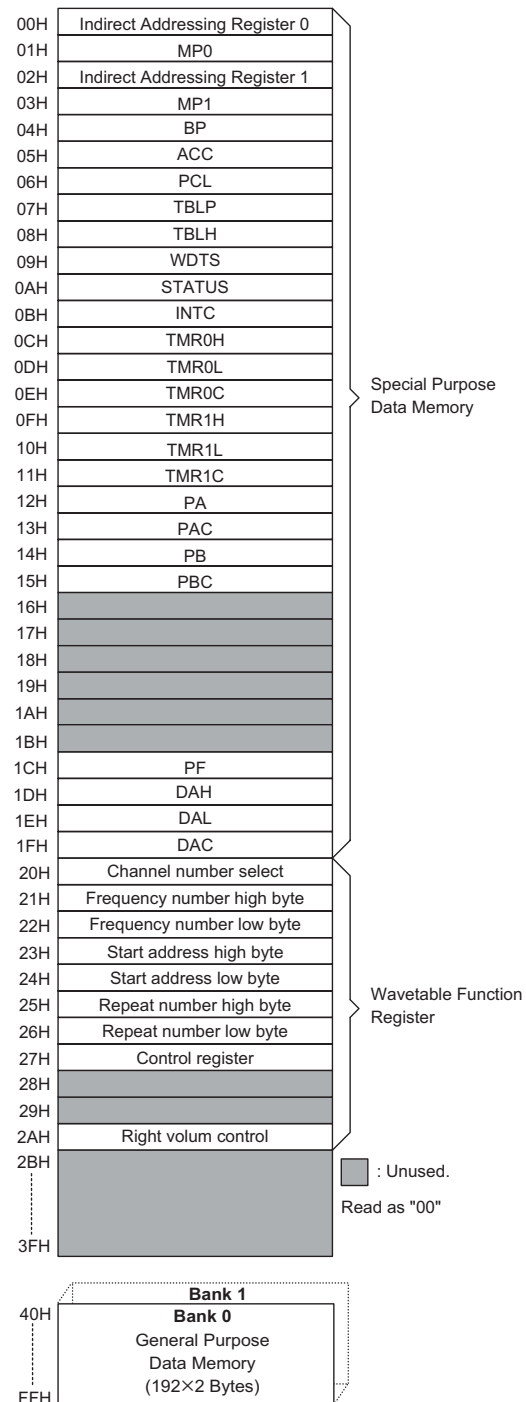 00H Indirect Addressing Register 0
01H MP0
02H Indirect Addressing Register 1
03H MP1
04H BP
05H ACC
06H PCL
07H TBLP
08H TBLH
09H WDTS
0AH STATUS
0BH INTC
0CH TMR0H
0DH TMR0L
0EH TMR0C
Special Purpose
Data Memory
0FH TMR1H
10H TMR1L
11H TMR1C
12H PA
13H PAC
14H PB
15H PBC
16H
17H
18H
19H
1AH
1BH
1CH PF
1DH DAH
1EH DAL
1FH DAC
20H Channel number select
21H Frequency number high byte
22H Frequency number low byte
23H Start address high byte
24H Start address low byte
25H Repeat number high byte
Wavetable Function
Register
26H Repeat number low byte
27H Control register
28H
29H
2AH Right volum control
2BH
: Unused.
Read as "00"
3FH
Bank 1
40H Bank 0
General Purpose
Data Memory
(192×2 Bytes)
FFH